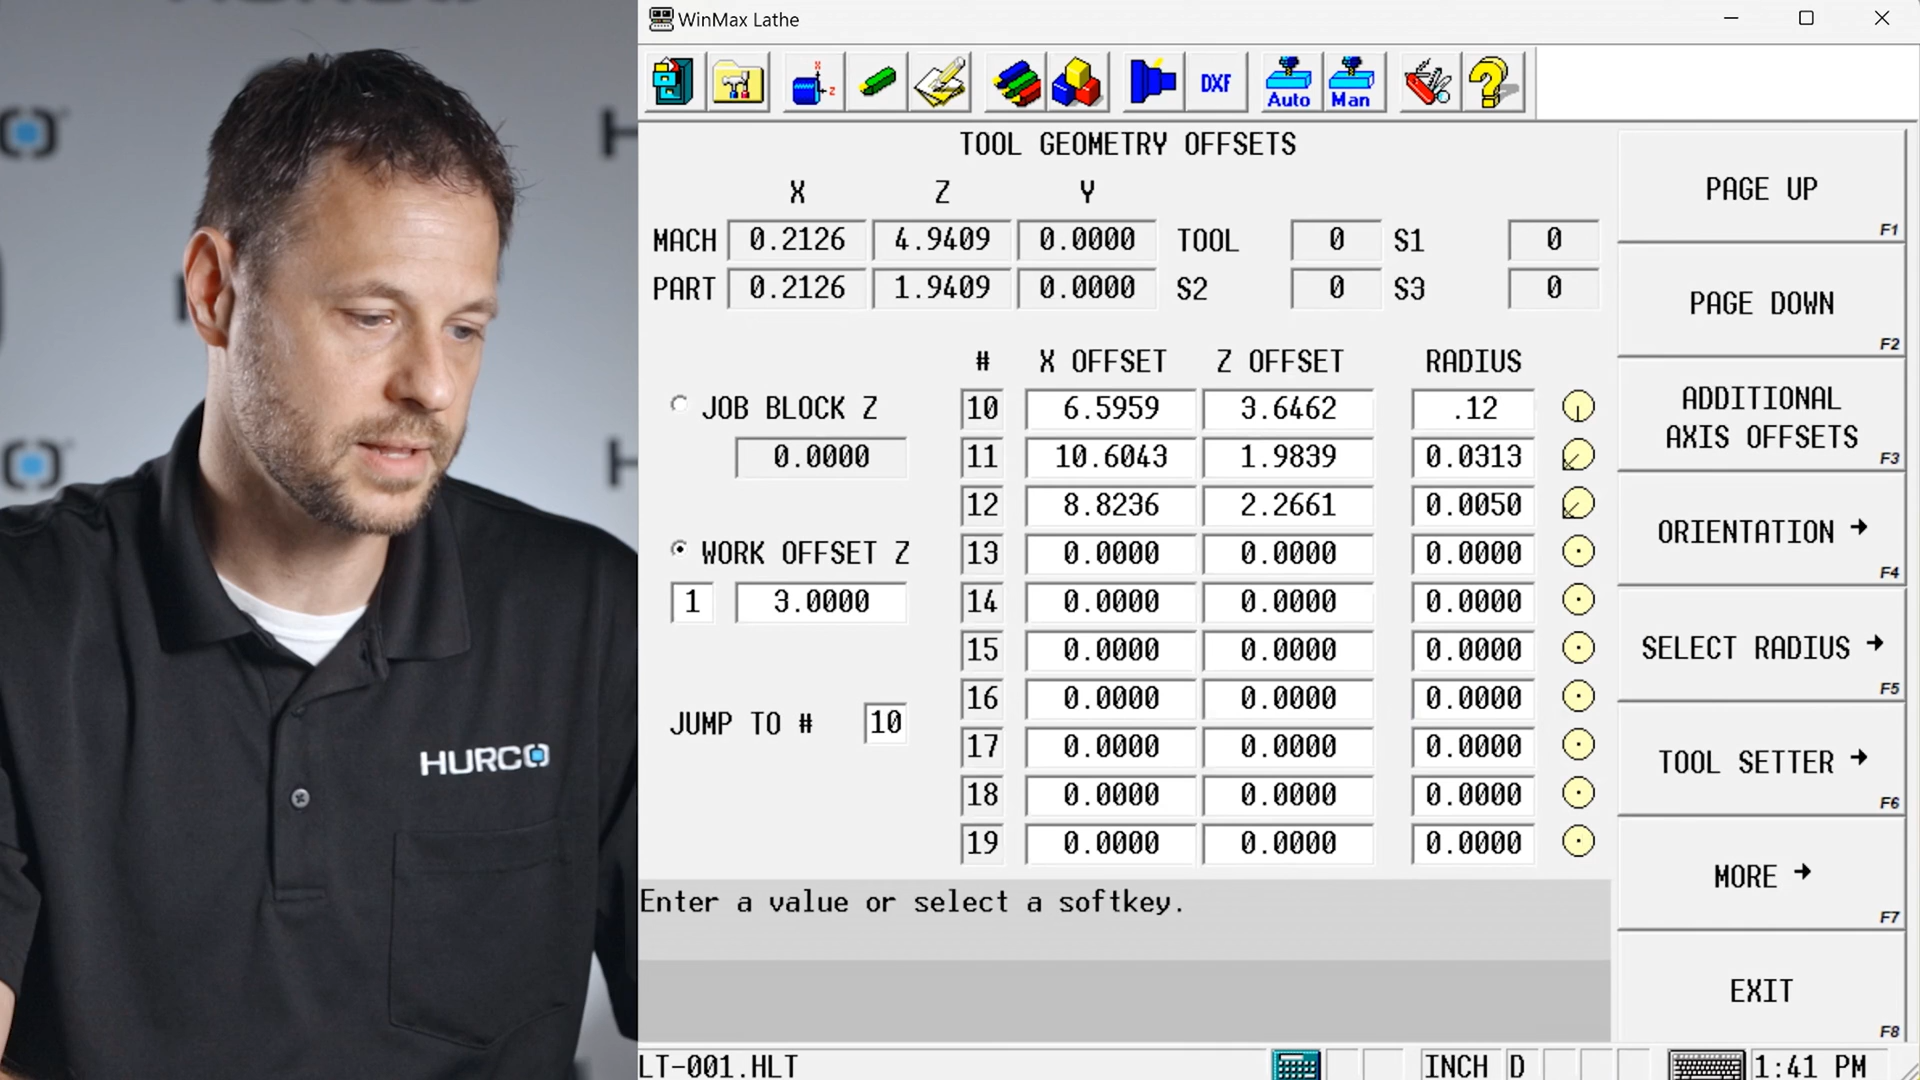 WinMax Lathe
DXF
Auto
Man
TOOL GEOMETRY OFFSETS
X Z Y
MACH 0.2126 4.9409 0.0000 TOOL 0 S1 0
PART 0.2126 1.9409 0.0000 S2 0 S3 0
# X OFFSET Z OFFSET RADIUS
JOB BLOCK Z
0.0000
WORK OFFSET Z
1 3.0000
JUMP TO # 10
10 6.5959 3.6462 .12
11 10.6043 1.9839 0.0313
12 8.8236 2.2661 0.0050
13 0.0000 0.0000 0.0000
14 0.0000 0.0000 0.0000
15 0.0000 0.0000 0.0000
16 0.0000 0.0000 0.0000
17 0.0000 0.0000 0.0000
18 0.0000 0.0000 0.0000
19 0.0000 0.0000 0.0000
Enter a value or select a softkey.
PAGE UP
F1
PAGE DOWN
F2
ADDITIONAL
AXIS OFFSETS
F3
ORIENTATION →
F4
SELECT RADIUS →
F5
TOOL SETTER →
F6
MORE →
F7
EXIT
F8
LT-001.HLT
INCH D
1:41 PM
HURCO